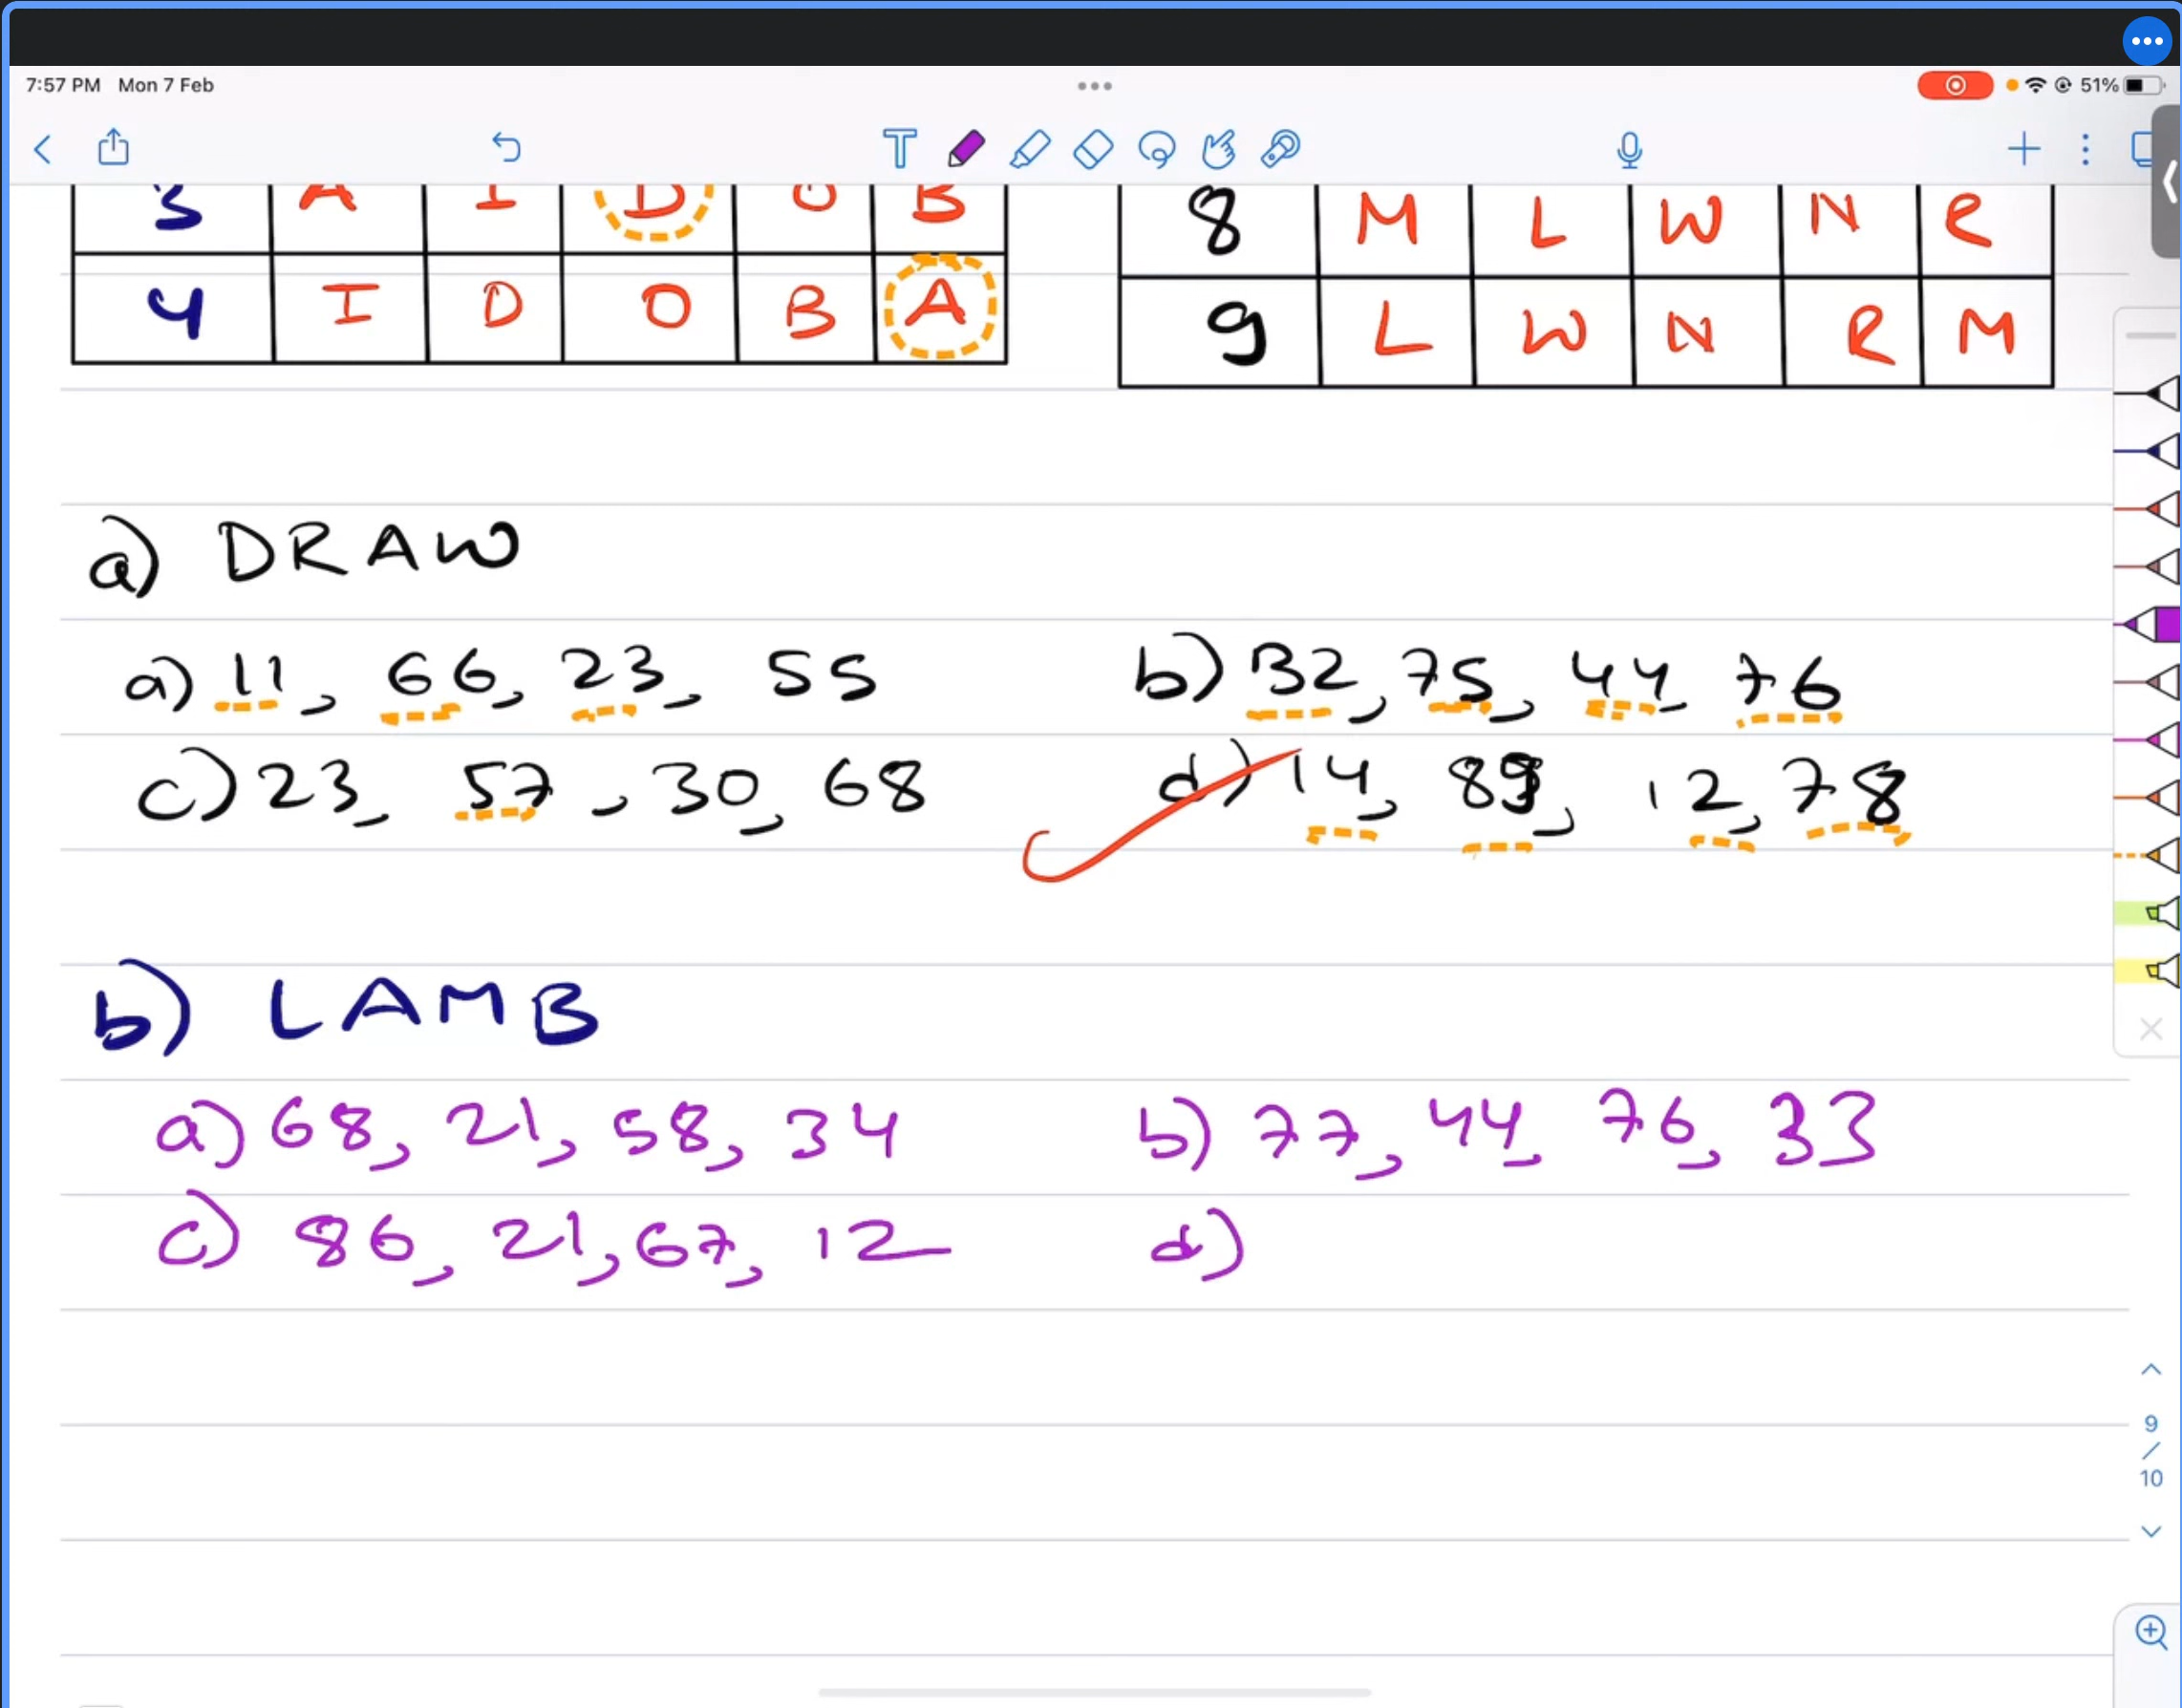 7:57 PM Mon 7 Feb
51%
T
3 A I D O B
4 I D O B A
8 M L W N R
9 L W N R M
a) DRAW
a) 11, 66, 23, 55
b) 32, 75, 44, 76
c) 23, 57, 30, 68
d) 14, 89, 12, 78
b) LAMB
a) 68, 21, 58, 34
b) 77, 44, 76, 33
c) 86, 21, 67, 12
d)
9
/
10